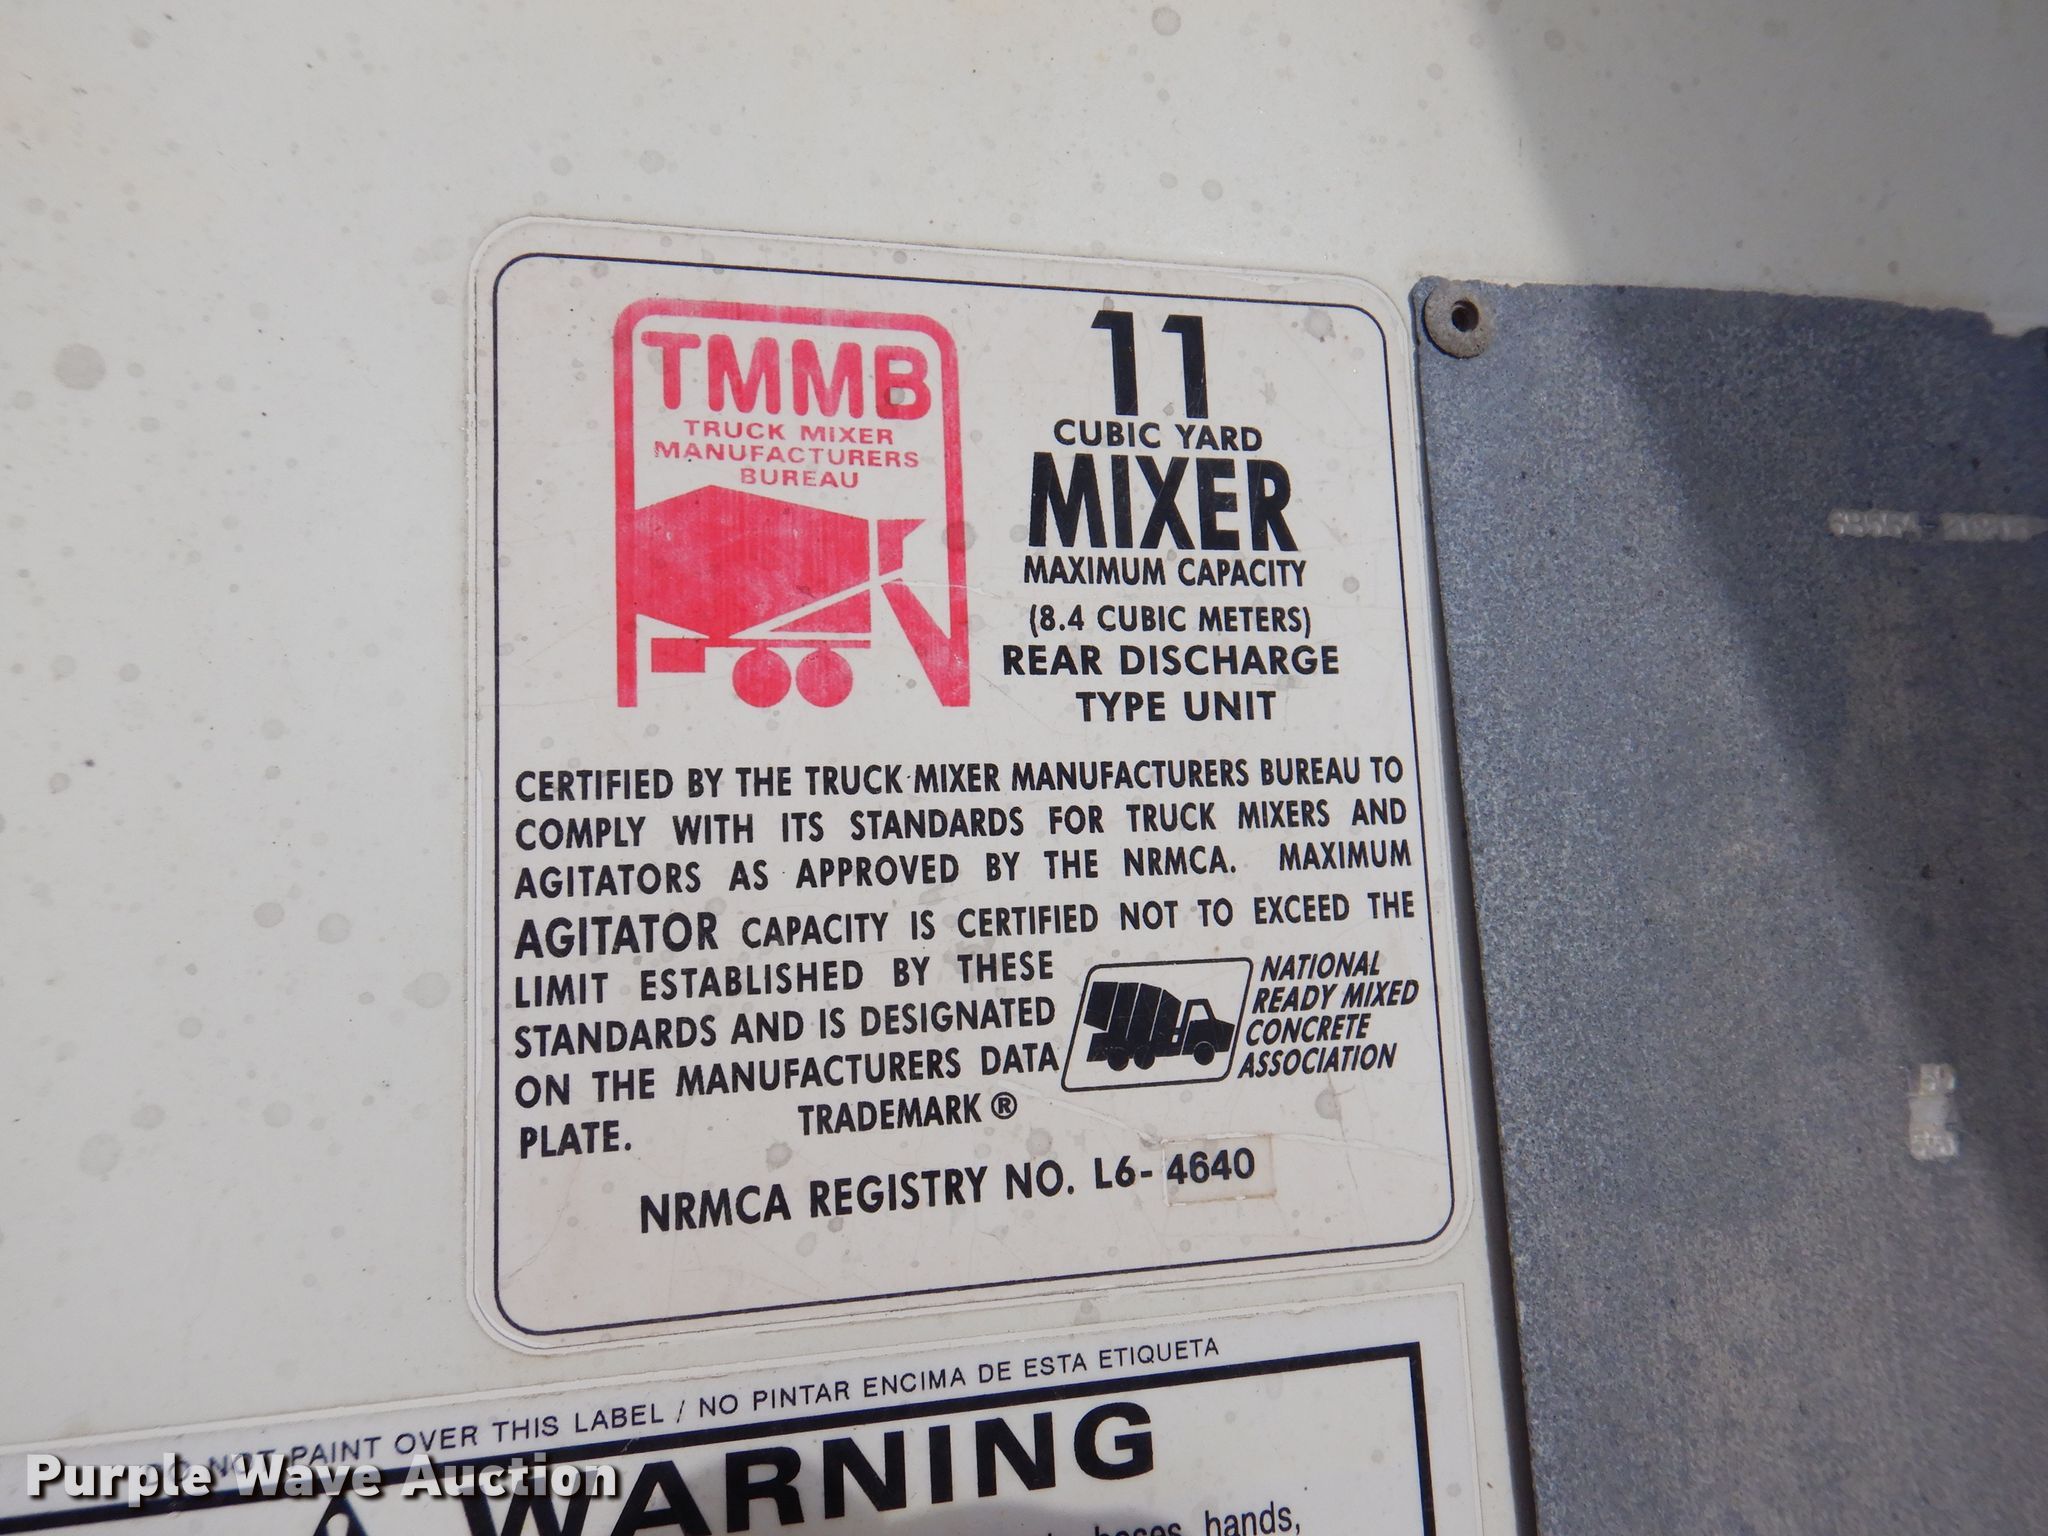 TMMB
TRUCK MIXER
MANUFACTURERS
BUREAU
11
CUBIC YARD
MIXER
MAXIMUM CAPACITY
(8.4 CUBIC METERS)
REAR DISCHARGE
TYPE UNIT
CERTIFIED BY THE TRUCK MIXER MANUFACTURERS BUREAU TO
COMPLY WITH ITS STANDARDS FOR TRUCK MIXERS AND
AGITATORS AS APPROVED BY THE NRMCA. MAXIMUM
AGITATOR CAPACITY IS CERTIFIED NOT TO EXCEED THE
LIMIT ESTABLISHED BY THESE
STANDARDS AND IS DESIGNATED
ON THE MANUFACTURERS DATA
PLATE. TRADEMARK ®
NATIONAL
READY MIXED
CONCRETE
ASSOCIATION
NRMCA REGISTRY NO. L6-4640
DO NOT PAINT OVER THIS LABEL / NO PINTAR ENCIMA DE ESTA ETIQUETA
WARNING
hands,
Purple Wave Auction